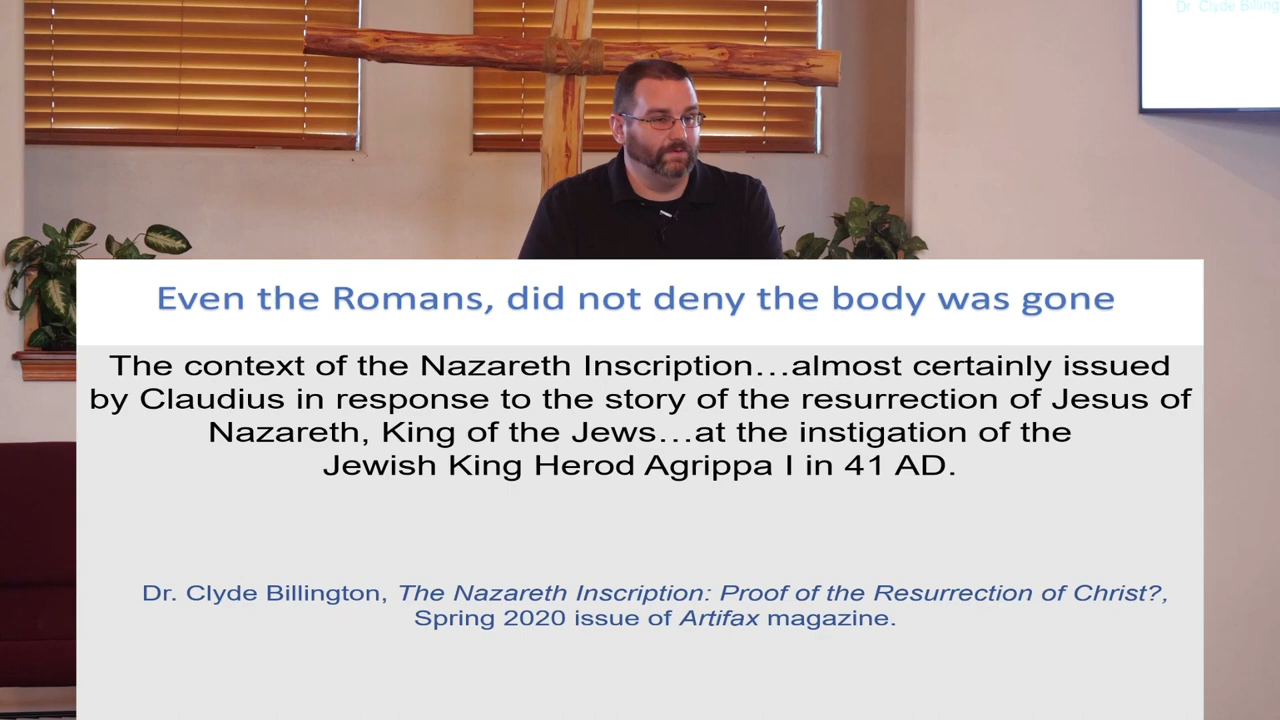 Dr. Clyde Billing
Even the Romans, did not deny the body was gone
The context of the Nazareth Inscription...almost certainly issued
by Claudius in response to the story of the resurrection of Jesus of
Nazareth, King of the Jews...at the instigation of the
Jewish King Herod Agrippa I in 41 AD.
Dr. Clyde Billington, The Nazareth Inscription: Proof of the Resurrection of Christ?,
Spring 2020 issue of Artifax magazine.